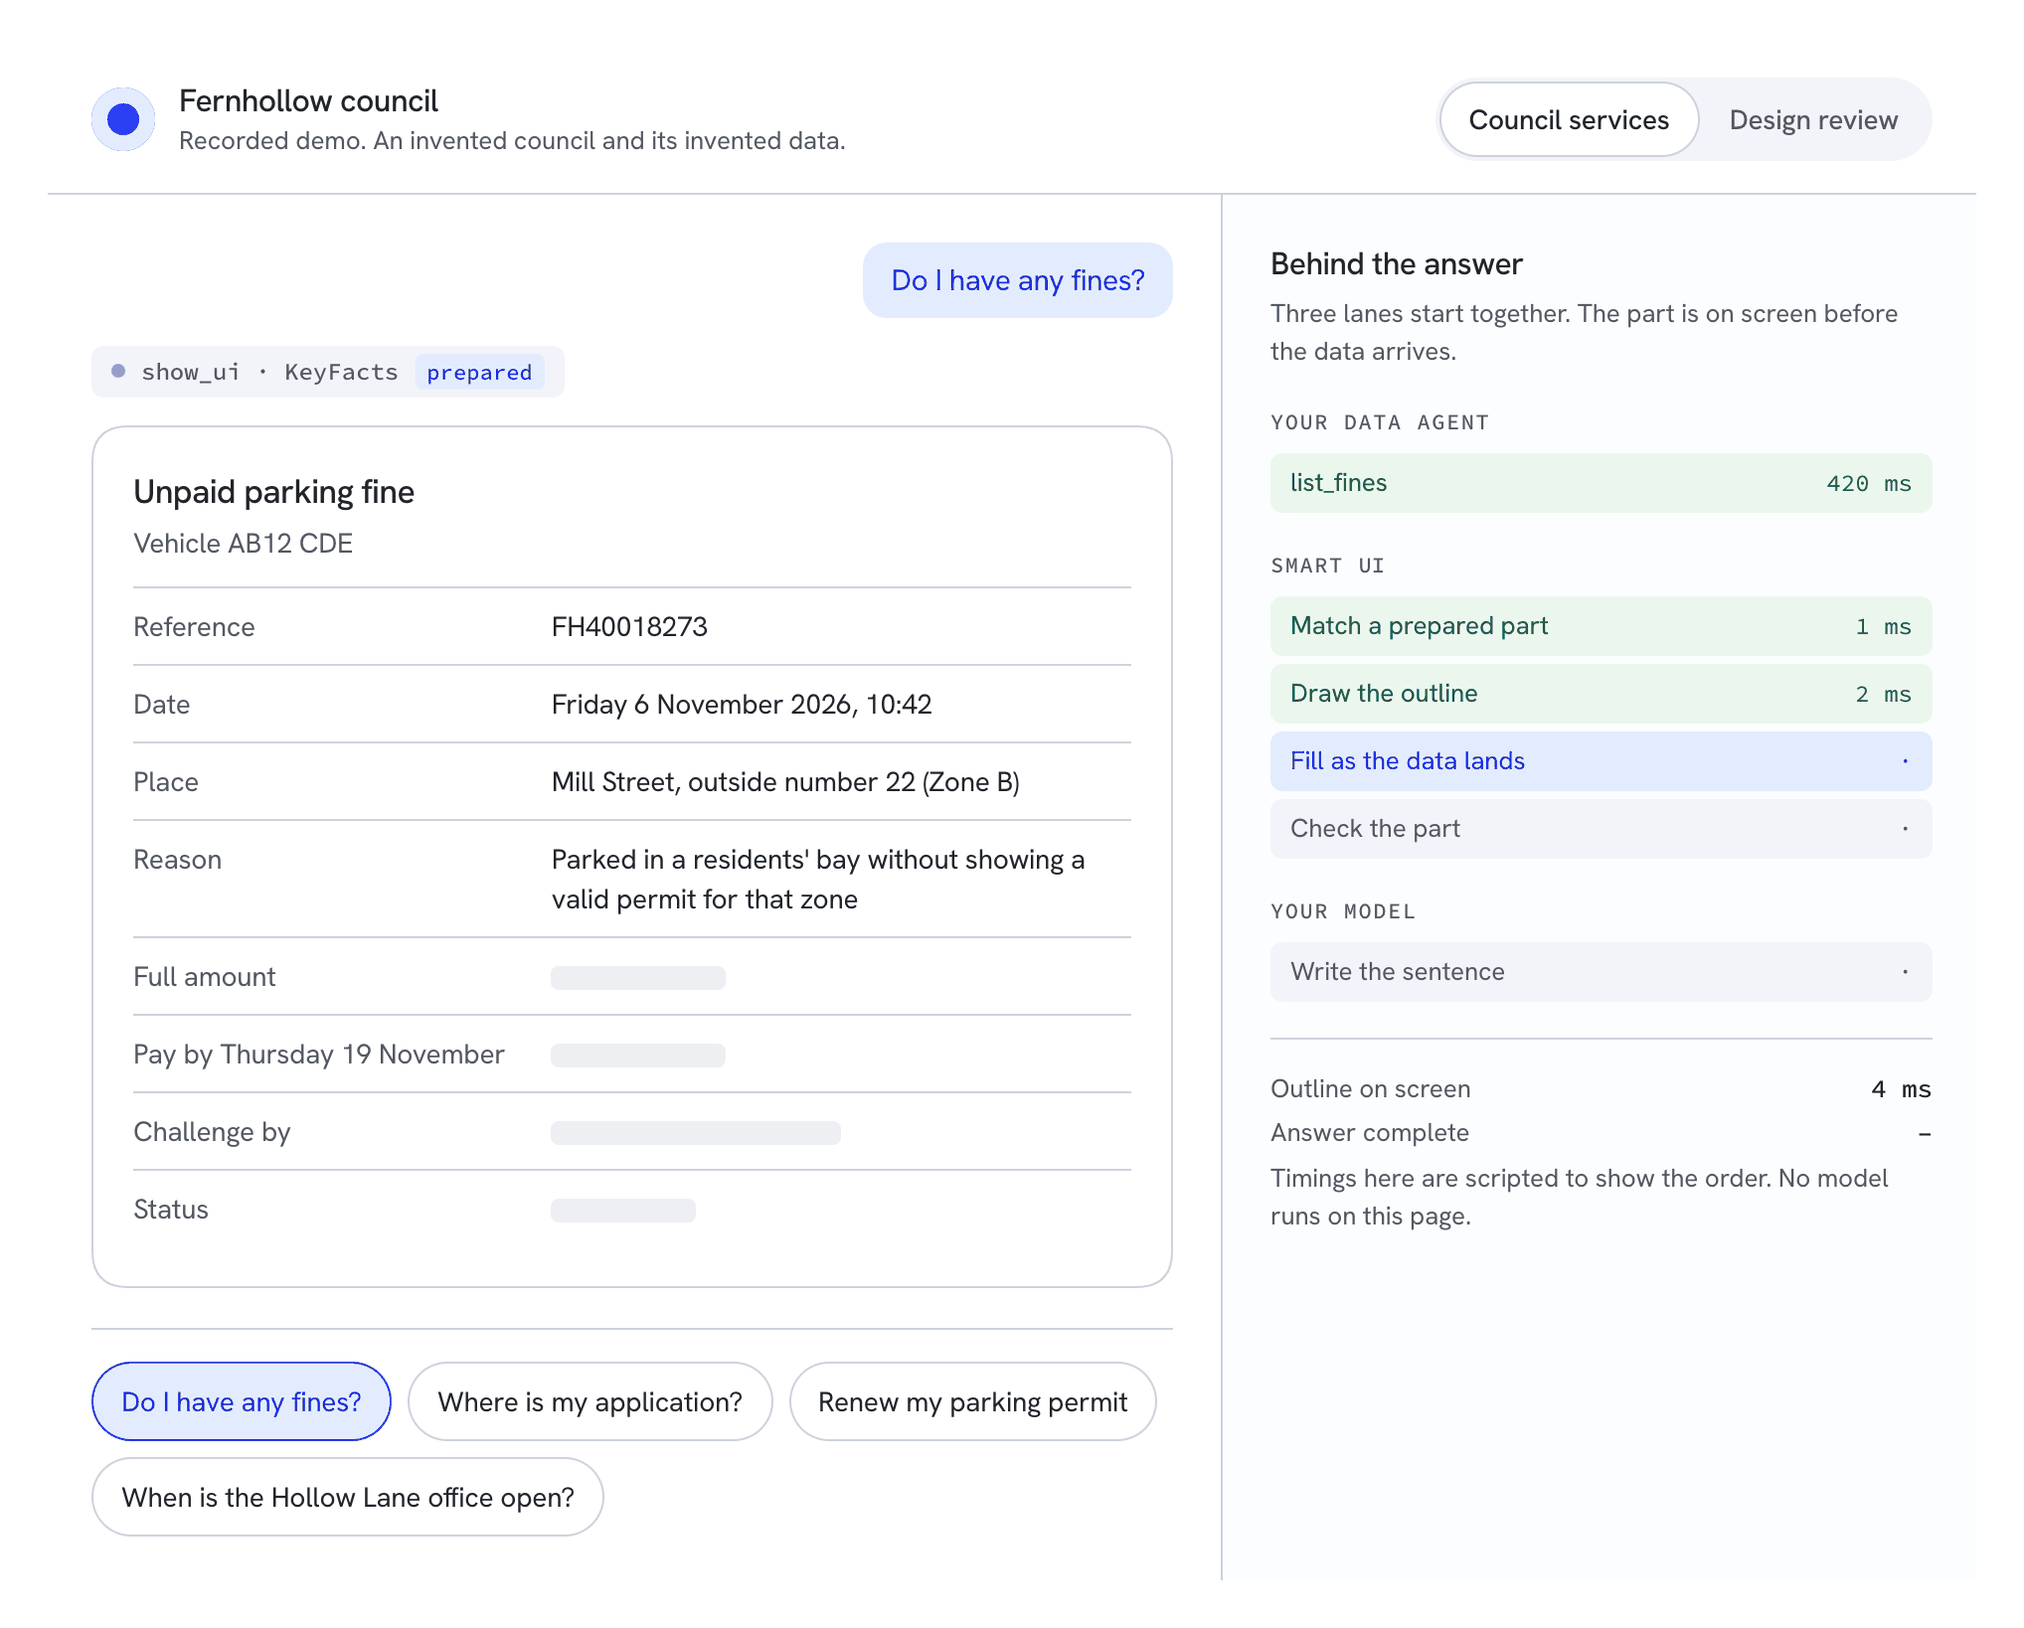 Fernhollow council
Recorded demo. An invented council and its invented data.
Council services
Design review
Do I have any fines?
show_ui · KeyFacts prepared
Unpaid parking fine
Vehicle AB12 CDE
Reference FH40018273
Date Friday 6 November 2026, 10:42
Place Mill Street, outside number 22 (Zone B)
Reason Parked in a residents' bay without showing a
valid permit for that zone
Full amount
Pay by Thursday 19 November
Challenge by
Status
Do I have any fines?
Where is my application?
Renew my parking permit
When is the Hollow Lane office open?
Behind the answer
Three lanes start together. The part is on screen before
the data arrives.
YOUR DATA AGENT
list_fines 420 ms
SMART UI
Match a prepared part 1 ms
Draw the outline 2 ms
Fill as the data lands ·
Check the part ·
YOUR MODEL
Write the sentence ·
Outline on screen 4 ms
Answer complete –
Timings here are scripted to show the order. No model
runs on this page.